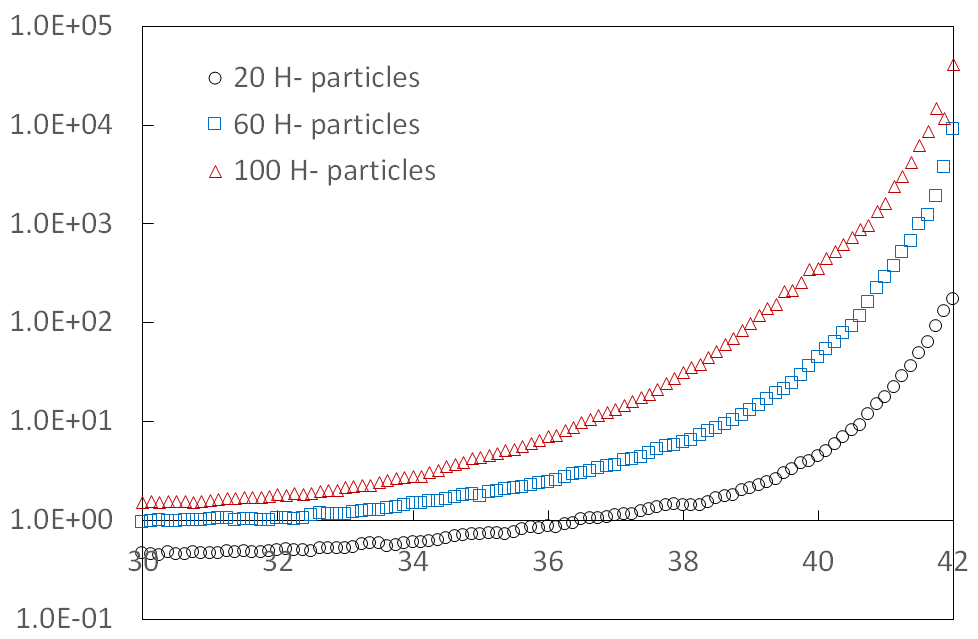 1.0E+05
20 H- particles
1.0E+04
60 H- particles
100 H- particles
1.0E+03
1.0E+02
1.0E+01
1.0E+00
30 32 34 36 38 40 42
1.0E-01